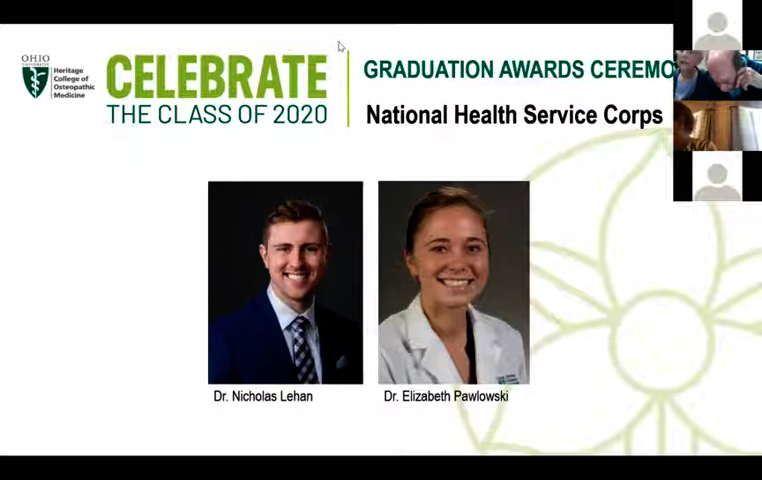 OHIO
UNIVERSITY
Heritage
College of
Osteopathic
Medicine
CELEBRATE
THE CLASS OF 2020
GRADUATION AWARDS CEREMO
National Health Service Corps
Dr. Nicholas Lehan
Dr. Elizabeth Pawlowski